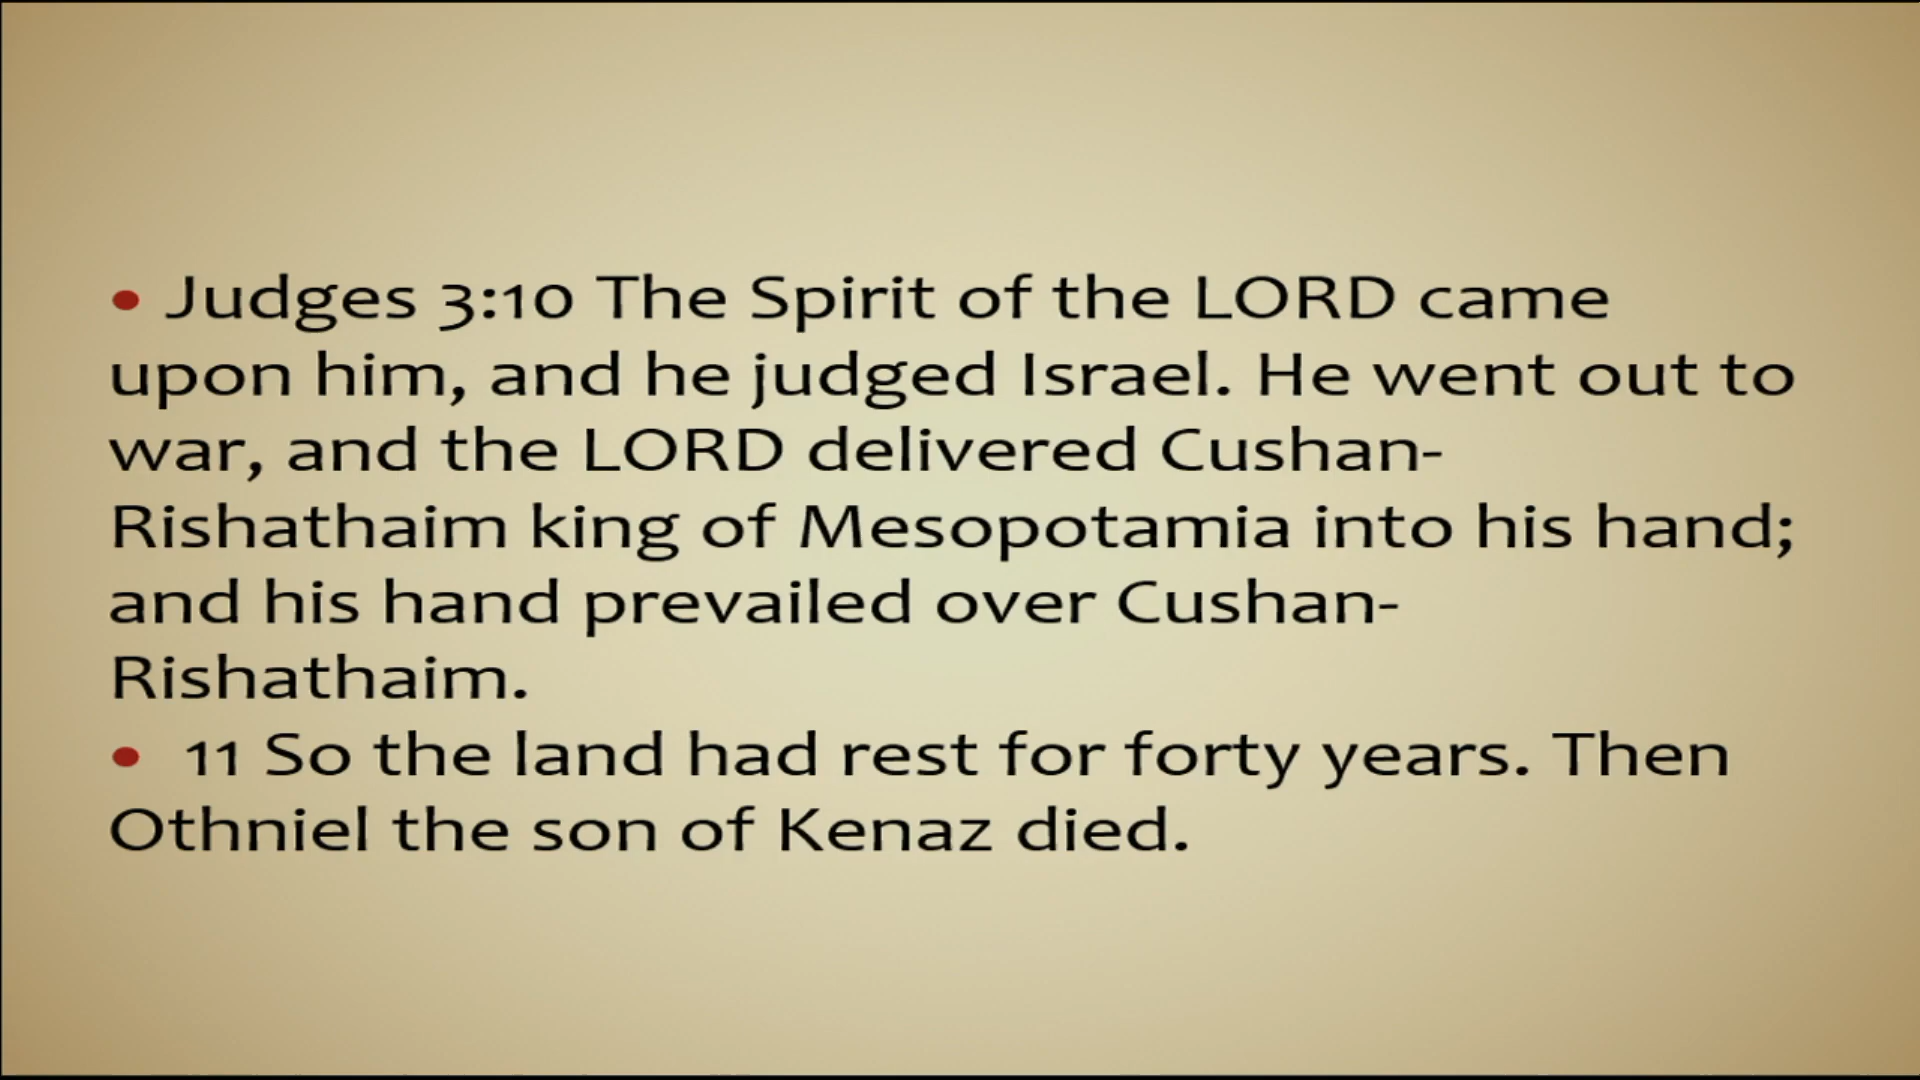 • Judges 3:10 The Spirit of the LORD came
upon him, and he judged Israel. He went out to
war, and the LORD delivered Cushan-
Rishathaim king of Mesopotamia into his hand;
and his hand prevailed over Cushan-
Rishathaim.
• 11 So the land had rest for forty years. Then
Othniel the son of Kenaz died.